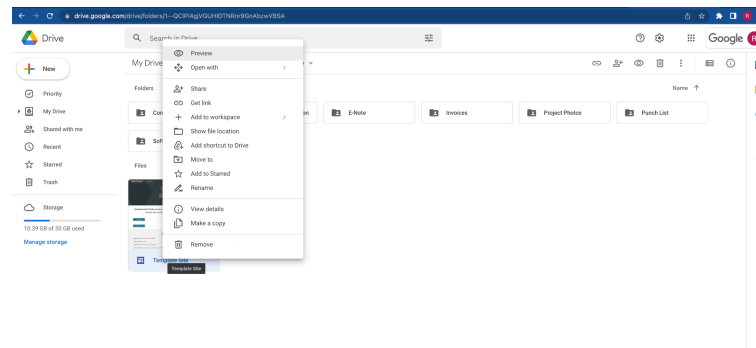 drive.google.com/drive/folders/1--QCIPi4gjVGUHIDTNRnr9GnAbzwVBSA
Drive
Search in Drive
Google
R
New
My Drive
Name
Priority
My Drive
Shared with me
Recent
Starred
Trash
Storage
10.39 GB of 30 GB used
Manage storage
Folders
E-Note
Invoices
Project Photos
Punch List
Files
Template Site
Preview
Open with
Share
Get link
Add to workspace
Show file location
Add shortcut to Drive
Move to
Add to Starred
Rename
View details
Make a copy
Remove
Template Site